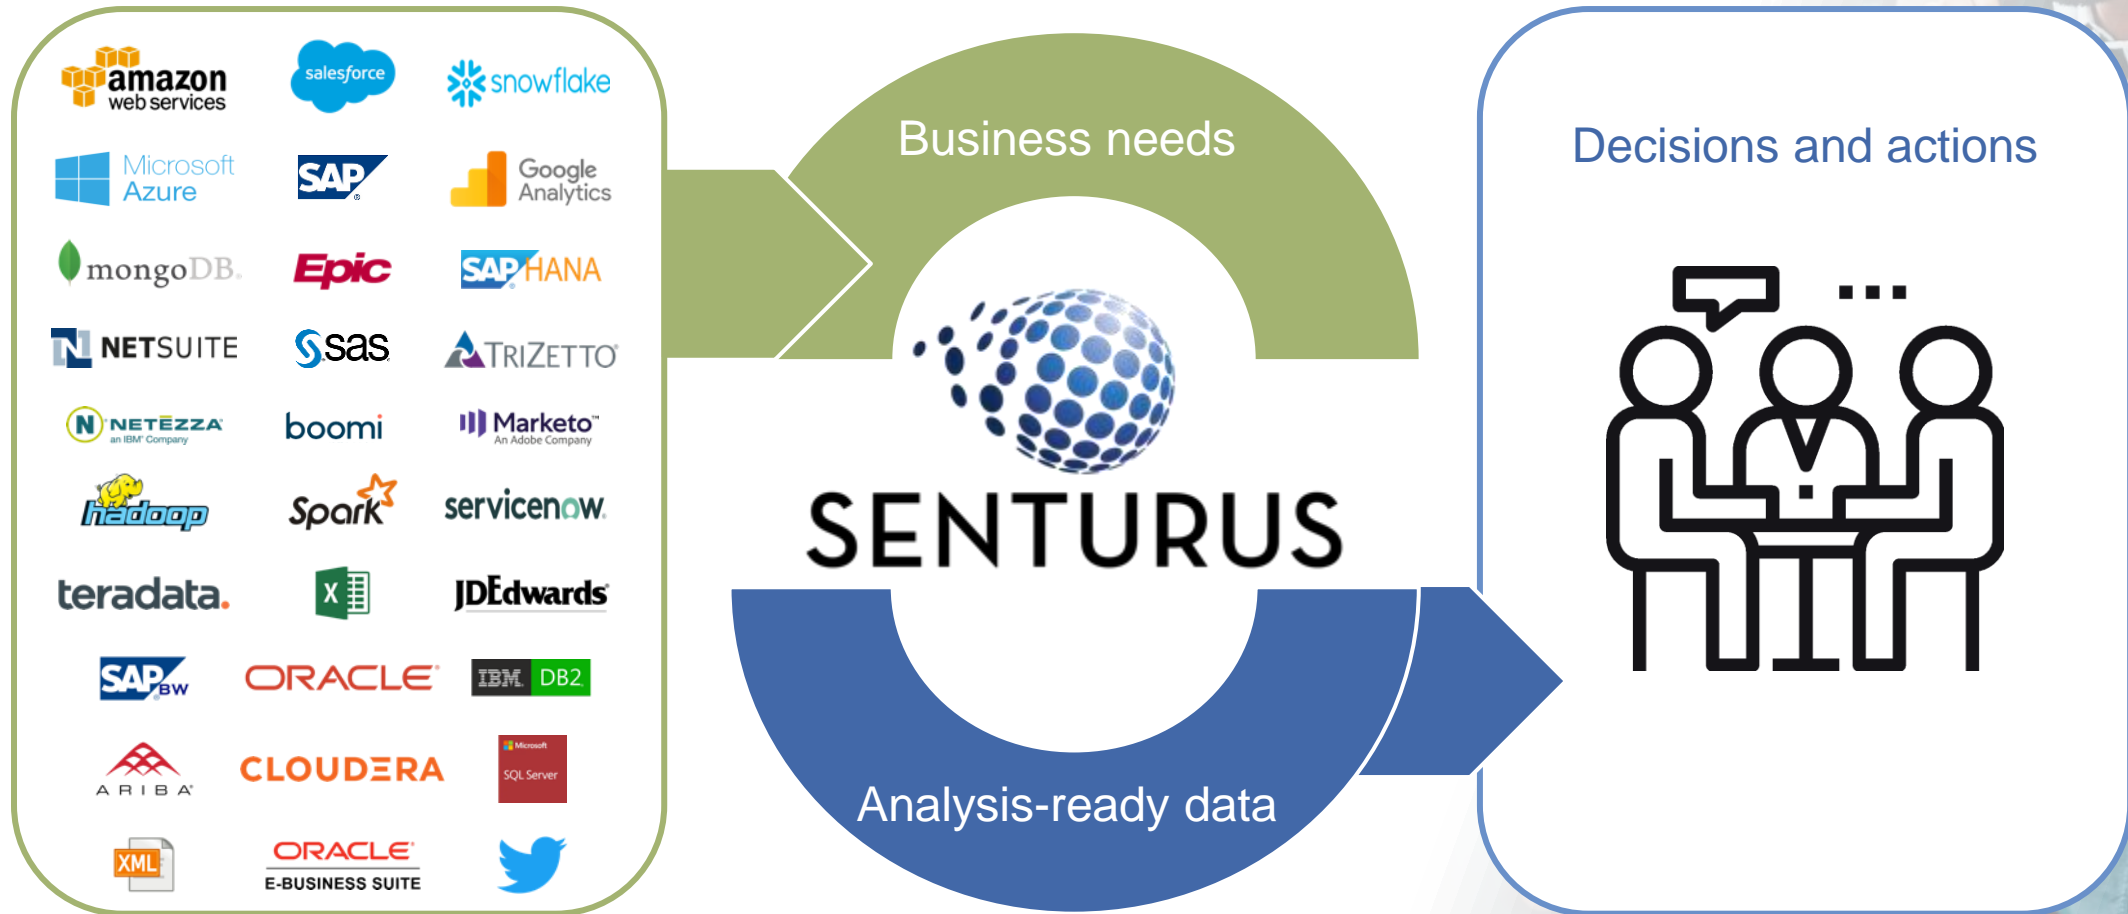 amazon
web services
salesforce
snowflake
Microsoft
Azure
SAP
®
Google
Analytics
mongoDB.
Epic
SAP HANA
NETSUITE
sas
TRIZETTO
N NETEZZA
an IBM Company
boomi
Marketo™
An Adobe Company
hadoop
Spark
servicenow
teradata.
X
JDEdwards
SAP BW
ORACLE
IBM DB2
ARIBA
CLOUDERA
Microsoft
SQL Server
XML
ORACLE
E-BUSINESS SUITE
Business needs
SENTURUS
Analysis-ready data
Decisions and actions